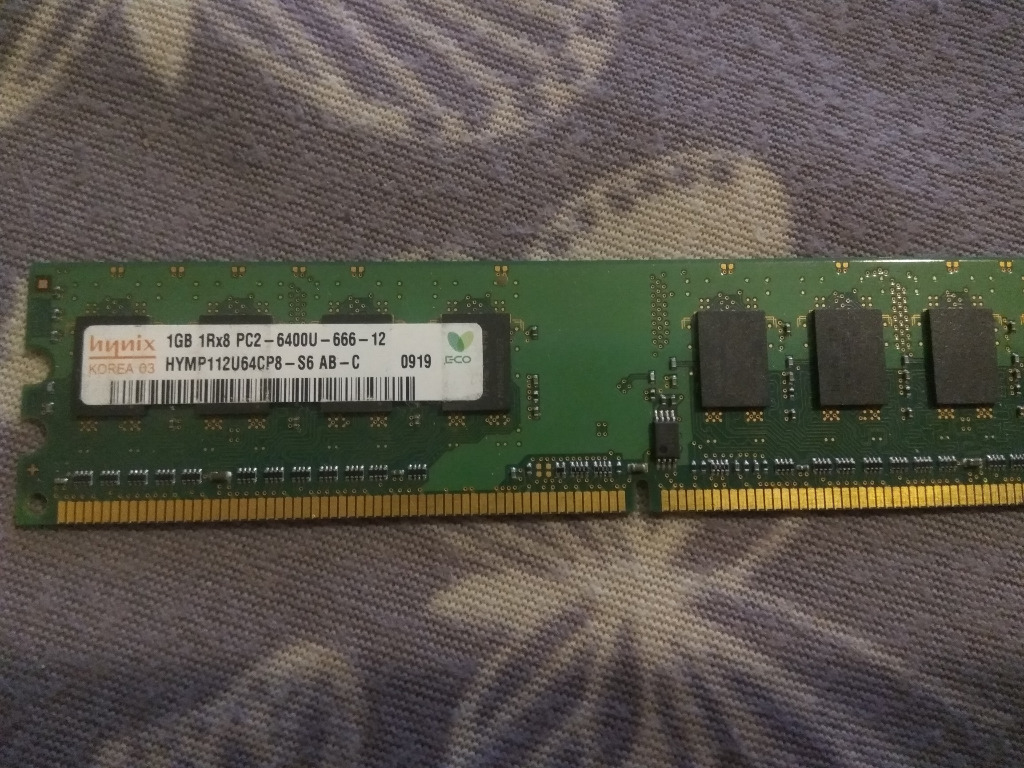 hynix
KOREA 03
1GB 1Rx8 PC2-6400U-666-12
HYMP112U64CP8-S6 AB-C 0919
ECO